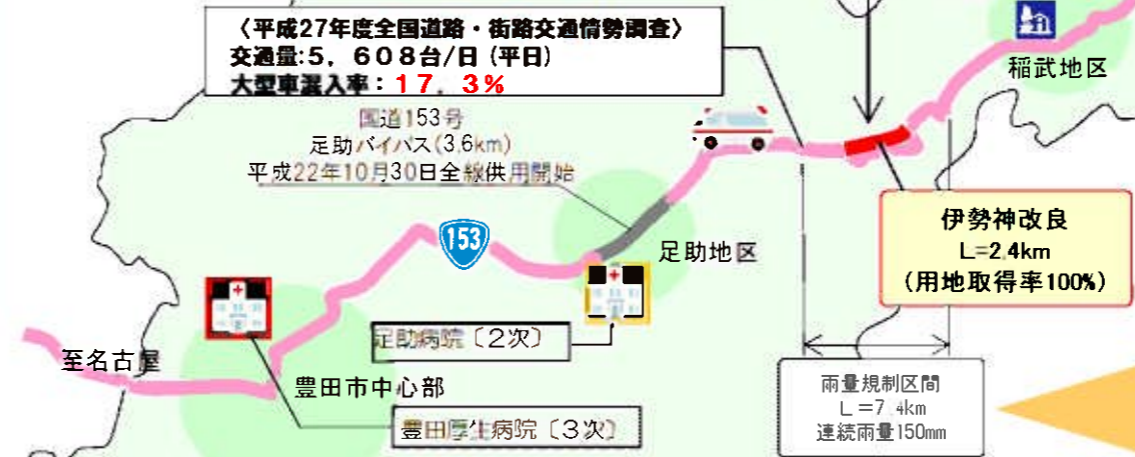 〈平成27年度全国道路・街路交通情勢調査〉
交通量:5，608台/日 (平日)
大型車混入率：17．3%
稲武地区
国道153号
足助バイパス(3.6km)
平成22年10月30日全線供用開始
153
足助地区
伊勢神改良
L=2.4km
(用地取得率100%)
足助病院〔2次〕
至名古屋
豊田市中心部
豊田厚生病院〔3次〕
雨量規制区間
L=7.4km
連続雨量150mm